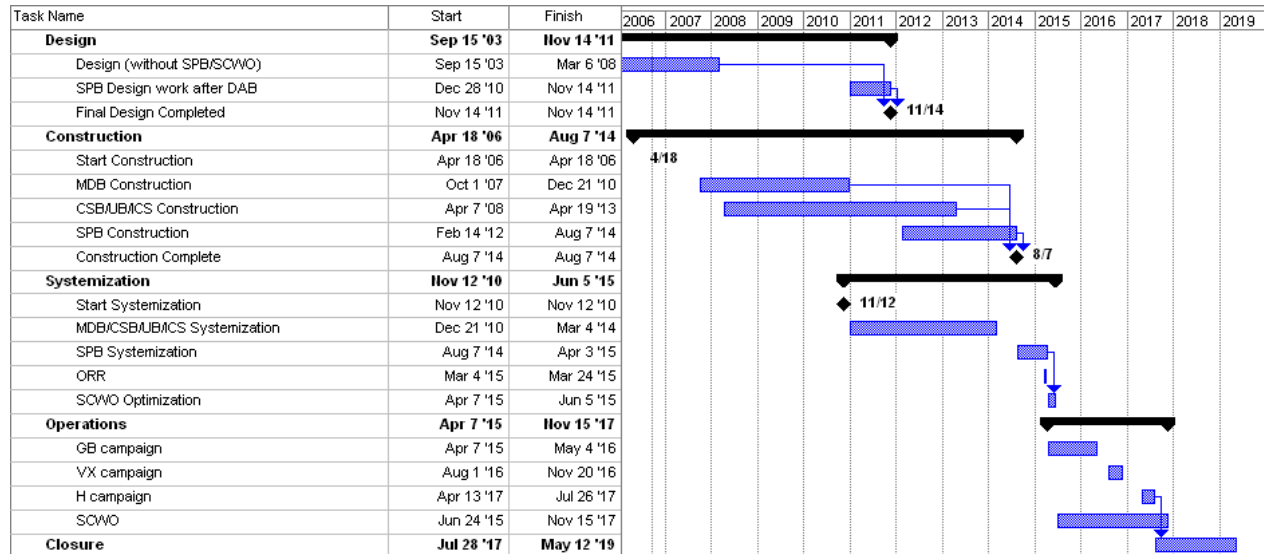 Task Name Start Finish 2006 2007 2008 2009 2010 2011 2012 2013 2014 2015 2016 2017 2018 2019
Design Sep 15 '03 Nov 14 '11
Design (without SPB/SCWO) Sep 15 '03 Mar 6 '08
SPB Design work after DAB Dec 28 '10 Nov 14 '11
Final Design Completed Nov 14 '11 Nov 14 '11 11/14
Construction Apr 18 '06 Aug 7 '14
Start Construction Apr 18 '06 Apr 18 '06 4/18
MDB Construction Oct 1 '07 Dec 21 '10
CSB/UB/ICS Construction Apr 7 '08 Apr 19 '13
SPB Construction Feb 14 '12 Aug 7 '14
Construction Complete Aug 7 '14 Aug 7 '14 8/7
Systemization Nov 12 '10 Jun 5 '15
Start Systemization Nov 12 '10 Nov 12 '10 11/12
MDB/CSB/UB/ICS Systemization Dec 21 '10 Mar 4 '14
SPB Systemization Aug 7 '14 Apr 3 '15
ORR Mar 4 '15 Mar 24 '15
SCWO Optimization Apr 7 '15 Jun 5 '15
Operations Apr 7 '15 Nov 15 '17
GB campaign Apr 7 '15 May 4 '16
VX campaign Aug 1 '16 Nov 20 '16
H campaign Apr 13 '17 Jul 26 '17
SCWO Jun 24 '15 Nov 15 '17
Closure Jul 28 '17 May 12 '19